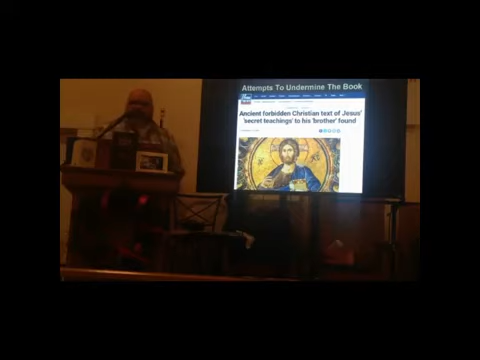 Attempts To Undermine The Book
Ancient forbidden Christian text of Jesus'
'secret teachings' to his 'brother' found